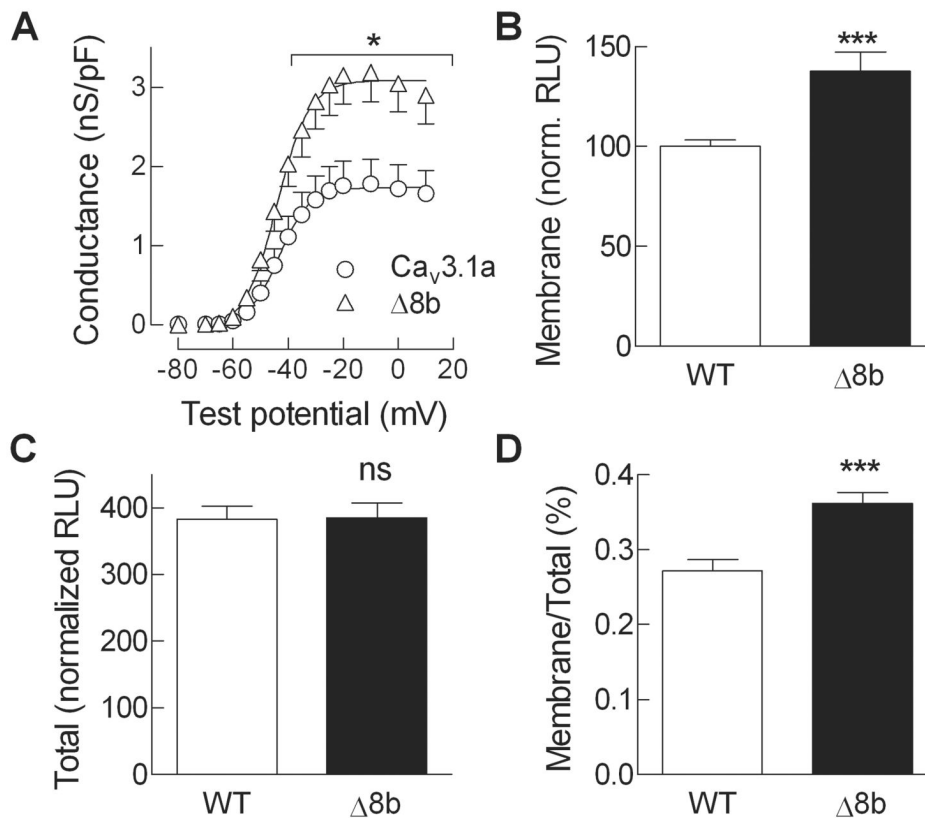 A
*
Conductance (nS/pF)
3
2
1
0
Caᵥ3.1a
Δ8b
-80 -60 -40 -20 0 20
Test potential (mV)
B
***
Membrane (norm. RLU)
150
100
50
0
WT Δ8b
C
ns
Total (normalized RLU)
400
300
200
100
0
WT Δ8b
D
***
Membrane/Total (%)
0.4
0.3
0.2
0.1
0.0
WT Δ8b